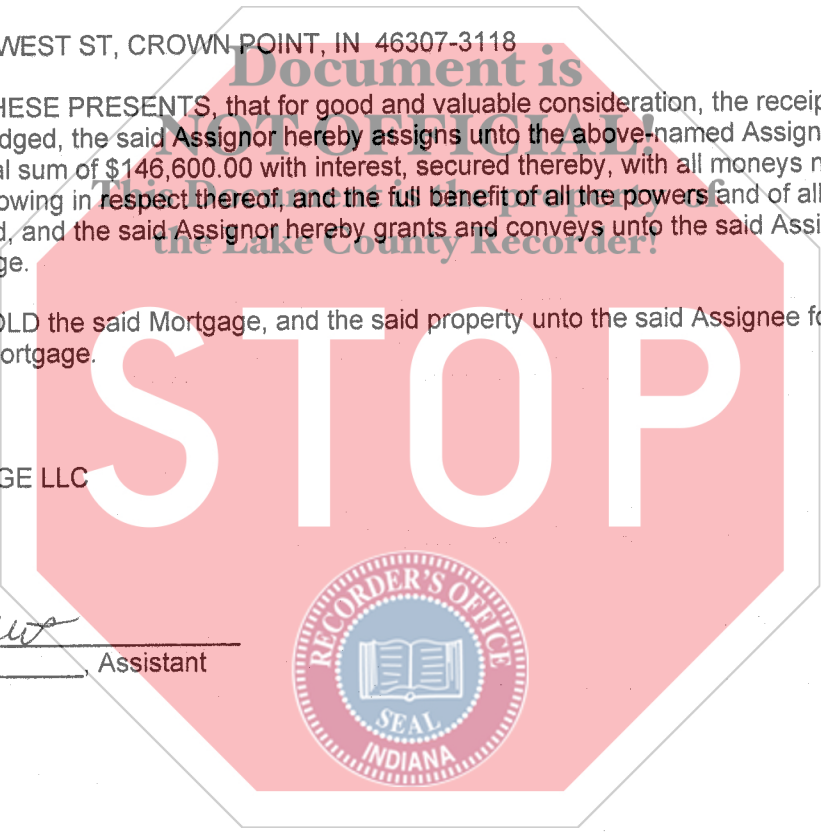 WEST ST, CROWN POINT, IN 46307-3118
Document is
HESE PRESENTS, that for good and valuable consideration, the receip
NOT OFFICIAL!
dged, the said Assignor hereby assigns unto the above-named Assign
al sum of $146,600.00 with interest, secured thereby, with all moneys n
This Document is the property of
owing in respect thereof, and the full benefit of all the powers and of all
d, and the said Assignor hereby grants and conveys unto the said Assi
the Lake County Recorder!
ge.
OLD the said Mortgage, and the said property unto the said Assignee fo
ortgage.
STOP
GE LLC
, Assistant
RECORDER'S OFFICE
SEAL
INDIANA